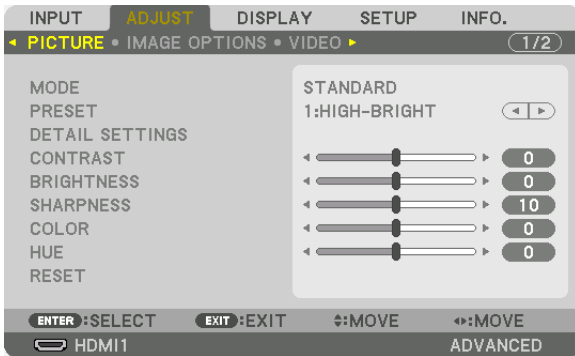 INPUT ADJUST DISPLAY SETUP INFO.
PICTURE • IMAGE OPTIONS • VIDEO 1/2
MODE STANDARD
PRESET 1:HIGH-BRIGHT
DETAIL SETTINGS
CONTRAST 0
BRIGHTNESS 0
SHARPNESS 10
COLOR 0
HUE 0
RESET
ENTER :SELECT EXIT :EXIT :MOVE :MOVE
HDMI1 ADVANCED